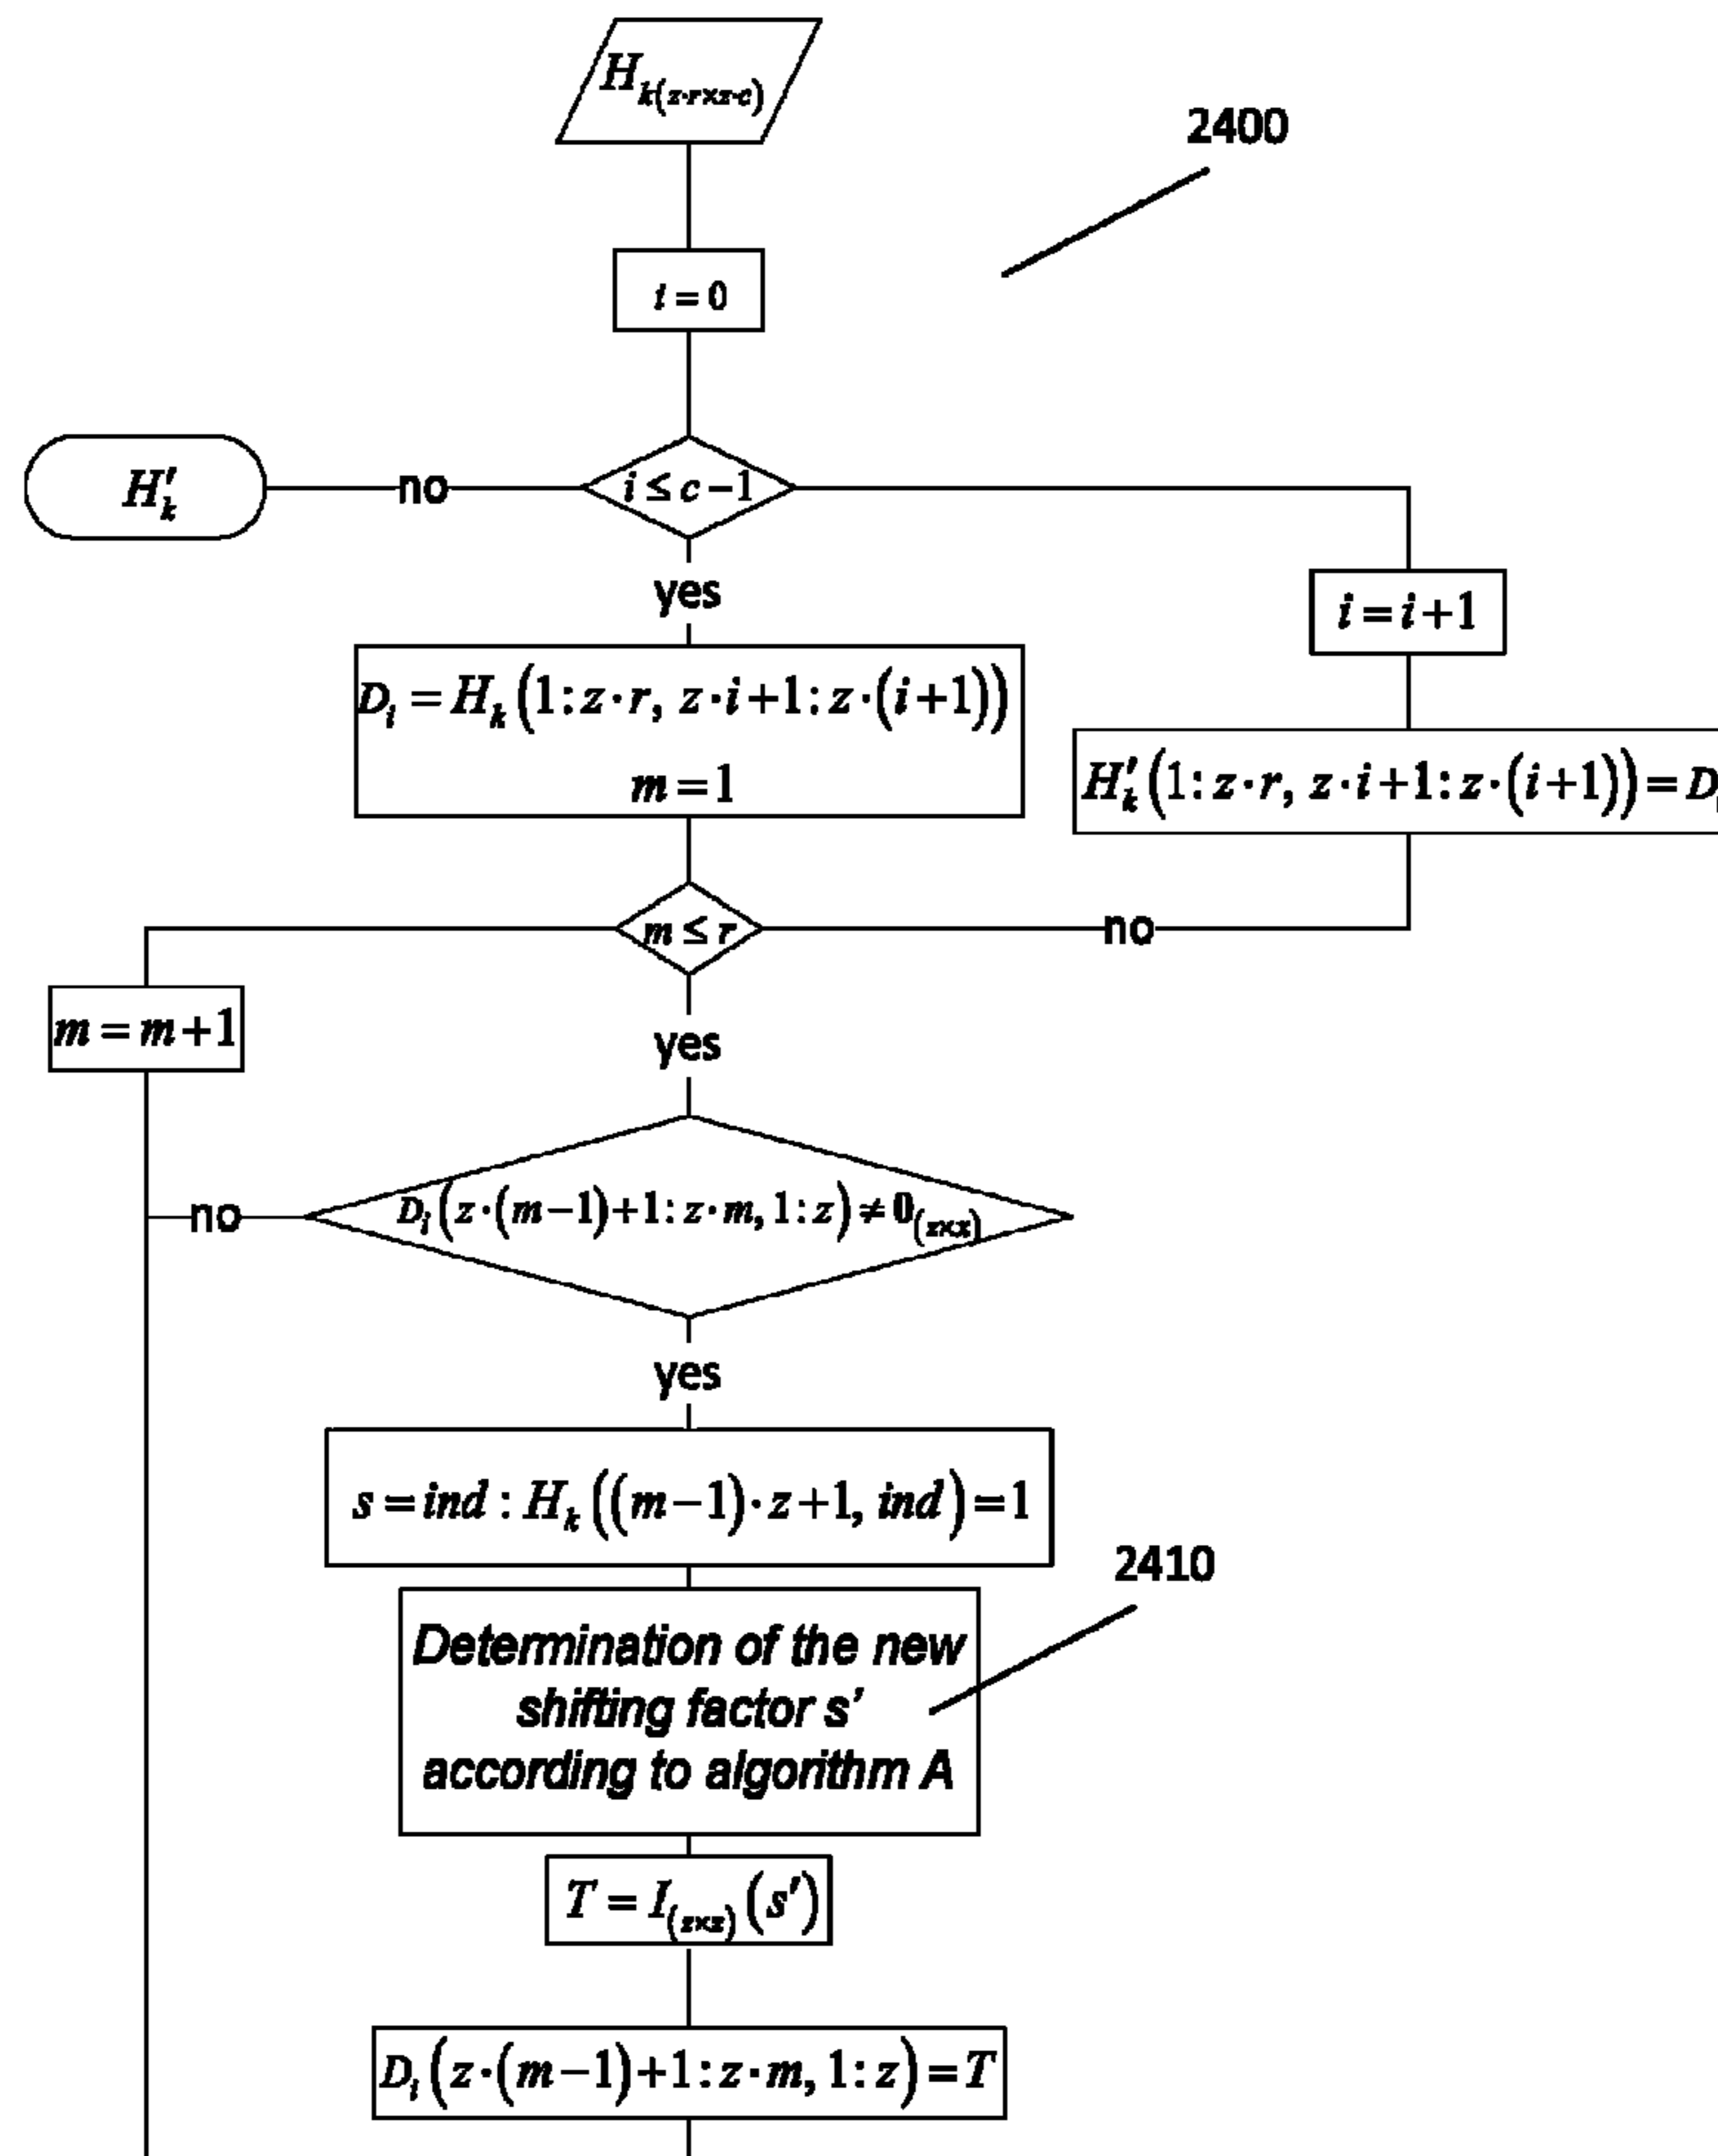 H_{k(z·r×z·c)}
2400
i = 0
H'_k
no
i ≤ c − 1
yes
i = i + 1
D_i = H_k (1 : z·r, z·i + 1 : z·(i + 1))
m = 1
H'_k (1 : z·r, z·i + 1 : z·(i + 1)) = D
m ≤ r
no
m = m + 1
yes
no
D_i (z·(m − 1) + 1 : z·m, 1 : z) ≠ 0_{(z×z)}
yes
s = ind : H_k ((m − 1)·z + 1, ind) = 1
2410
Determination of the new
shifting factor s'
according to algorithm A
T = I_{(z×z)} (s')
D_i (z·(m − 1) + 1 : z·m, 1 : z) = T